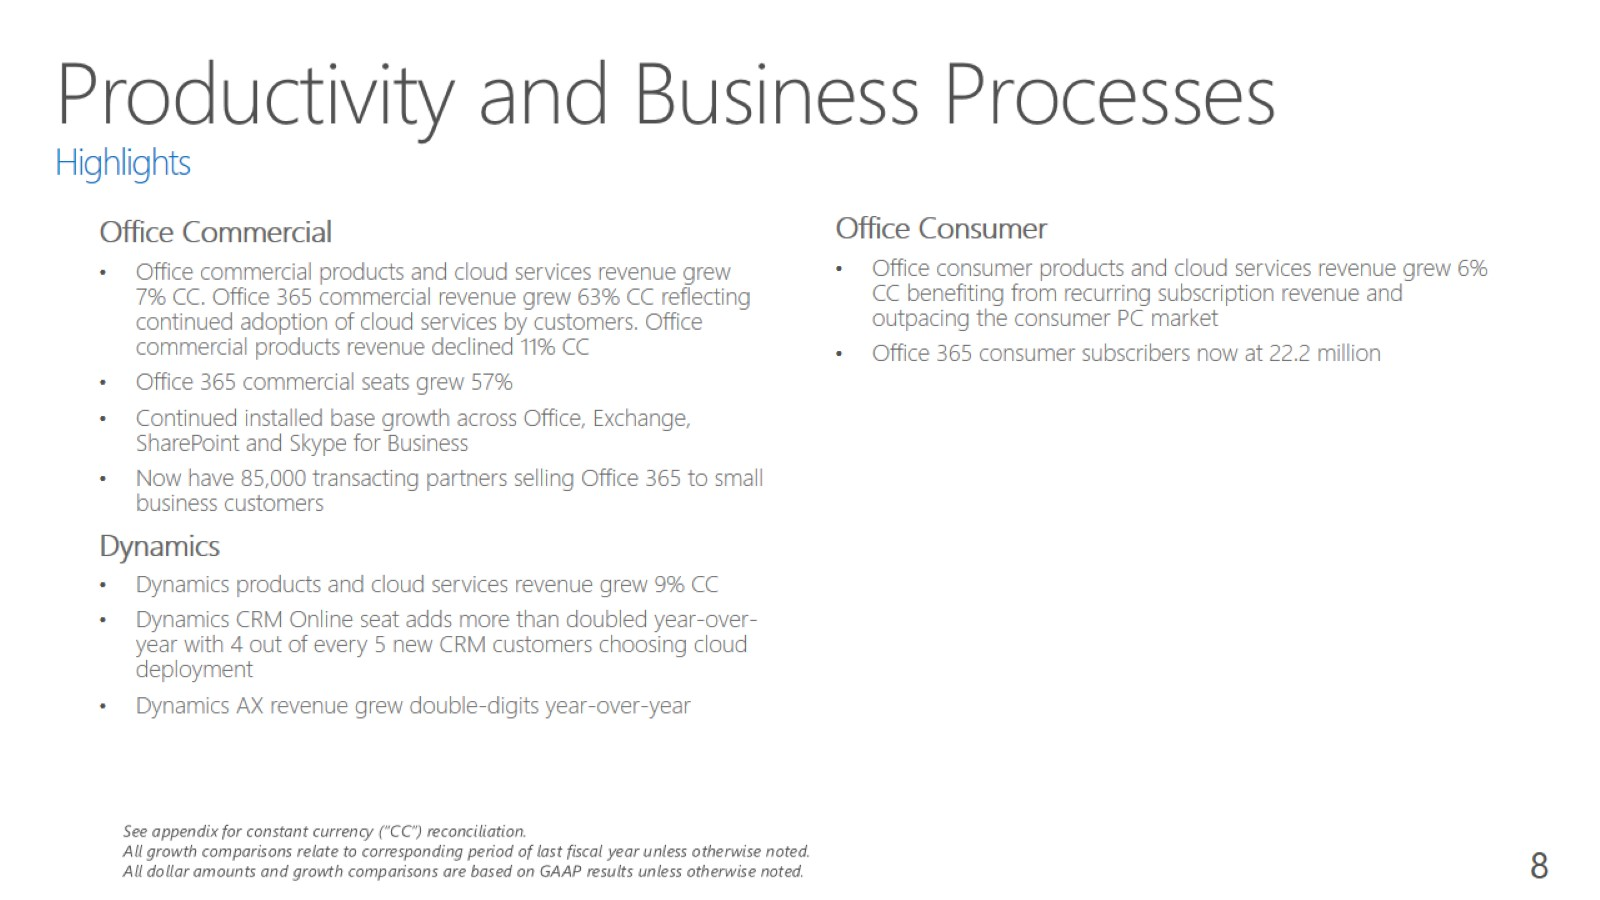 Productivity and Business Processes
Highlights
Office Commercial
• Office commercial products and cloud services revenue grew
7% CC. Office 365 commercial revenue grew 63% CC reflecting
continued adoption of cloud services by customers. Office
commercial products revenue declined 11% CC
• Office 365 commercial seats grew 57%
• Continued installed base growth across Office, Exchange,
SharePoint and Skype for Business
• Now have 85,000 transacting partners selling Office 365 to small
business customers
Dynamics
• Dynamics products and cloud services revenue grew 9% CC
• Dynamics CRM Online seat adds more than doubled year-over-
year with 4 out of every 5 new CRM customers choosing cloud
deployment
• Dynamics AX revenue grew double-digits year-over-year
Office Consumer
• Office consumer products and cloud services revenue grew 6%
CC benefiting from recurring subscription revenue and
outpacing the consumer PC market
• Office 365 consumer subscribers now at 22.2 million
See appendix for constant currency ("CC") reconciliation.
All growth comparisons relate to corresponding period of last fiscal year unless otherwise noted.
All dollar amounts and growth comparisons are based on GAAP results unless otherwise noted.
8